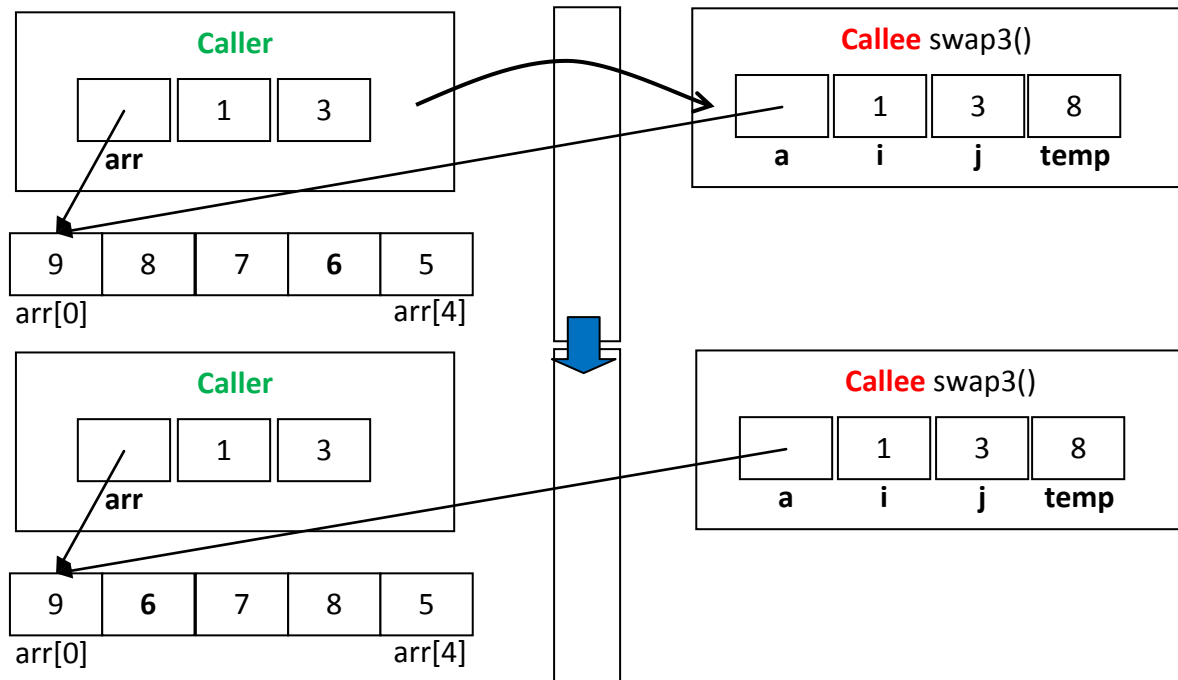 Caller
1 3
arr
Callee swap3()
1 3 8
a i j temp
9 8 7 6 5
arr[0] arr[4]
Caller
1 3
arr
Callee swap3()
1 3 8
a i j temp
9 6 7 8 5
arr[0] arr[4]